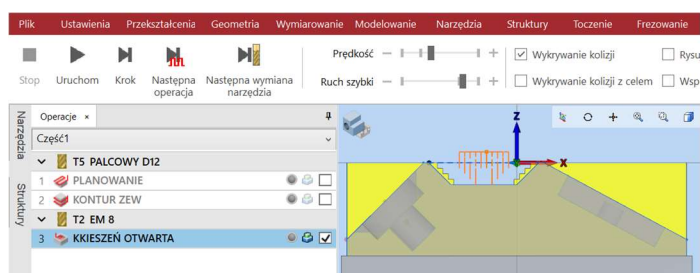 Plik Ustawienia Przekształcenia Geometria Wymiarowanie Modelowanie Narzędzia Struktury Toczenie Frezowanie
Prędkość Wykrywanie kolizji Rysu
Stop Uruchom Krok Następna operacja Następna wymiana narzędzia Ruch szybki Wykrywanie kolizji z celem Wsp
Narzędzia
Struktury
Operacje
Część1
T5 PALCOWY D12
1 PLANOWANIE
2 KONTUR ZEW
T2 EM 8
3 KKIESZEŃ OTWARTA
Z
X